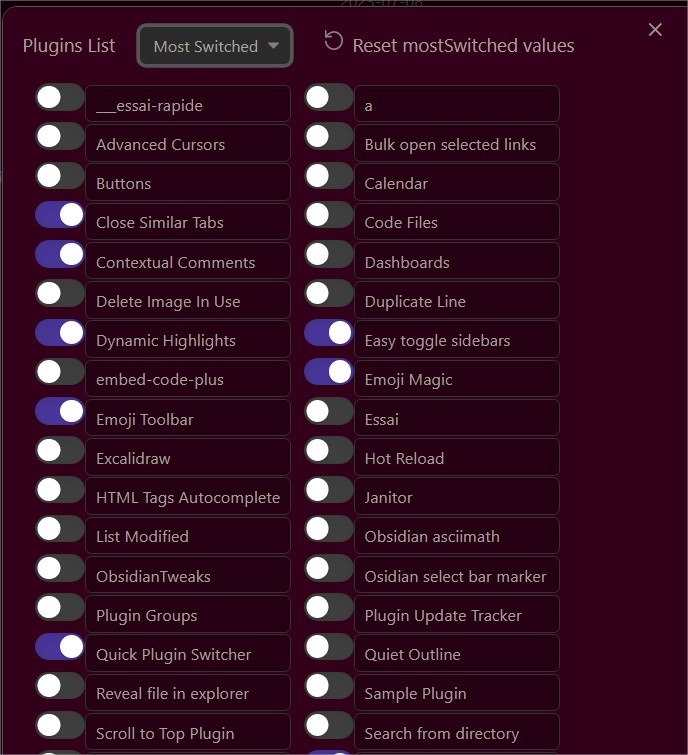 2023-07-08
Plugins List
Most Switched
Reset mostSwitched values
___essai-rapide
a
Advanced Cursors
Bulk open selected links
Buttons
Calendar
Close Similar Tabs
Code Files
Contextual Comments
Dashboards
Delete Image In Use
Duplicate Line
Dynamic Highlights
Easy toggle sidebars
embed-code-plus
Emoji Magic
Emoji Toolbar
Essai
Excalidraw
Hot Reload
HTML Tags Autocomplete
Janitor
List Modified
Obsidian asciimath
ObsidianTweaks
Osidian select bar marker
Plugin Groups
Plugin Update Tracker
Quick Plugin Switcher
Quiet Outline
Reveal file in explorer
Sample Plugin
Scroll to Top Plugin
Search from directory